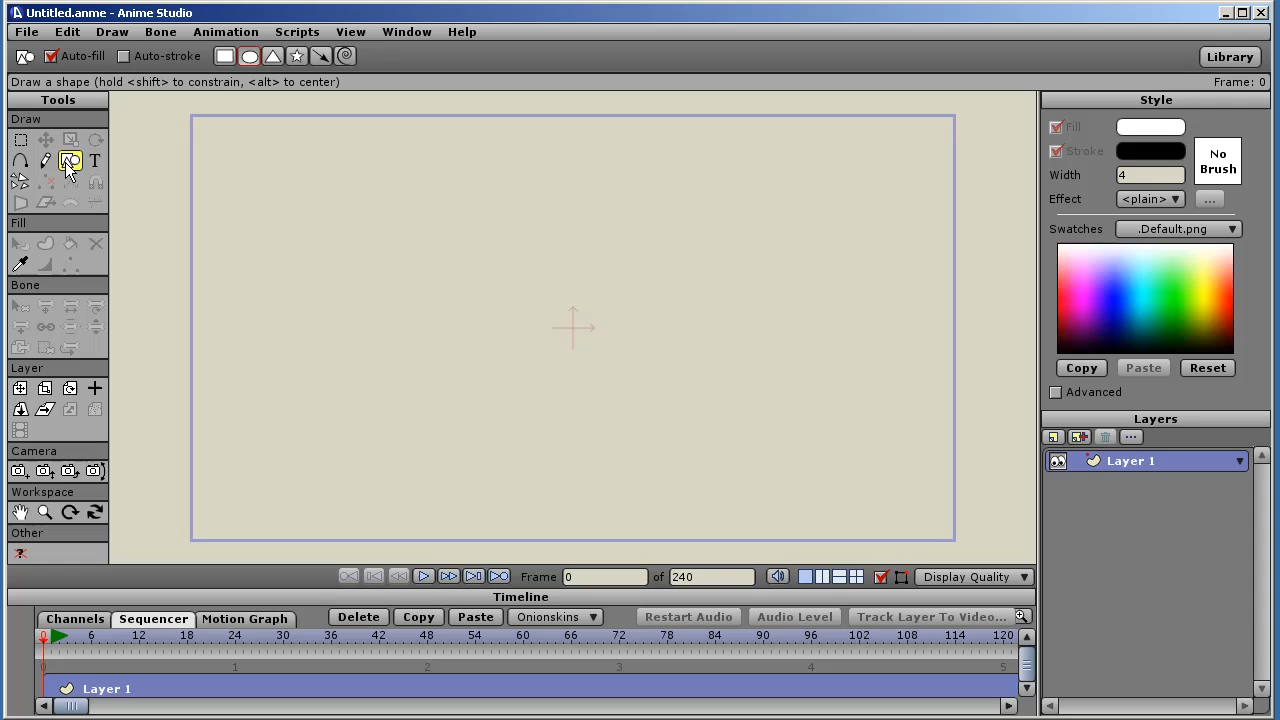 Untitled.anme - Anime Studio
File Edit Draw Bone Animation Scripts View Window Help
Auto-fill Auto-stroke Library
Draw a shape (hold <shift> to constrain, <alt> to center) Frame: 0
Tools
Draw
T
Fill
Bone
Layer
Camera
Workspace
Other
?
Style
Fill
Stroke
No Brush
Width 4
Effect <plain> ...
Swatches .Default.png
Copy Paste Reset
Advanced
Layers
Layer 1
Frame 0 of 240 Display Quality
Timeline
Channels Sequencer Motion Graph Delete Copy Paste Onionskins Restart Audio Audio Level Track Layer To Video...
0 6 12 18 24 30 36 42 48 54 60 66 72 78 84 90 96 102 108 114 120
0 1 2 3 4 5
Layer 1